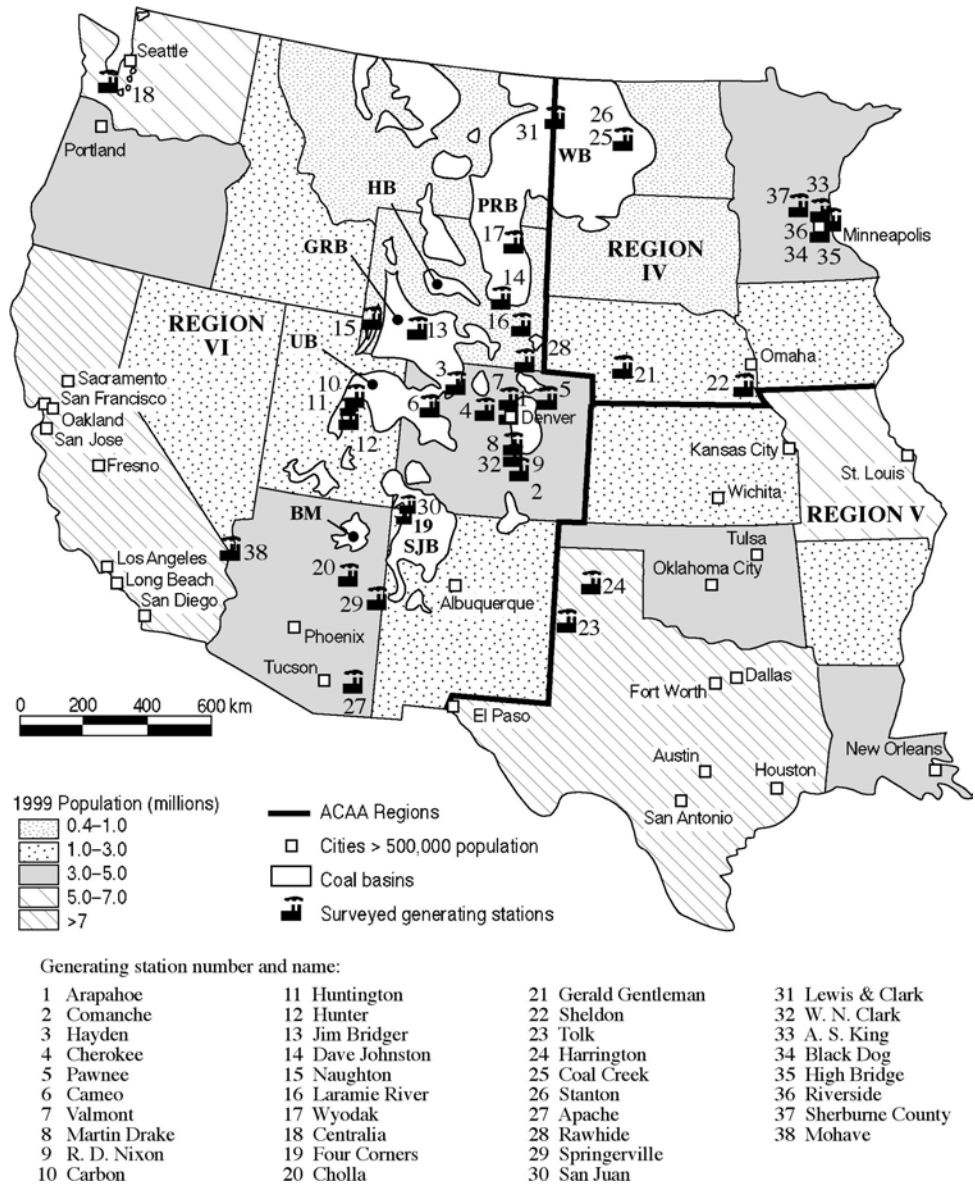 Seattle
18
Portland
31
26
25
WB
HB
PRB
GRB
17
REGION
IV
37
33
36
34
35
Minneapolis
REGION
VI
15
13
14
16
UB
28
21
Omaha
22
Sacramento
San Francisco
Oakland
San Jose
Fresno
10
11
12
3
6
7
4
1
5
Denver
8
32
9
2
Kansas City
St. Louis
Wichita
REGION V
BM
30
19
SJB
38
20
29
Los Angeles
Long Beach
San Diego
Albuquerque
Phoenix
Tucson
27
Tulsa
Oklahoma City
24
23
Dallas
Fort Worth
El Paso
Austin
Houston
San Antonio
New Orleans
0 200 400 600 km
1999 Population (millions)
0.4–1.0
1.0–3.0
3.0–5.0
5.0–7.0
>7
ACAA Regions
Cities > 500,000 population
Coal basins
Surveyed generating stations
Generating station number and name:
1 Arapahoe
2 Comanche
3 Hayden
4 Cherokee
5 Pawnee
6 Cameo
7 Valmont
8 Martin Drake
9 R. D. Nixon
10 Carbon
11 Huntington
12 Hunter
13 Jim Bridger
14 Dave Johnston
15 Naughton
16 Laramie River
17 Wyodak
18 Centralia
19 Four Corners
20 Cholla
21 Gerald Gentleman
22 Sheldon
23 Tolk
24 Harrington
25 Coal Creek
26 Stanton
27 Apache
28 Rawhide
29 Springerville
30 San Juan
31 Lewis & Clark
32 W. N. Clark
33 A. S. King
34 Black Dog
35 High Bridge
36 Riverside
37 Sherburne County
38 Mohave